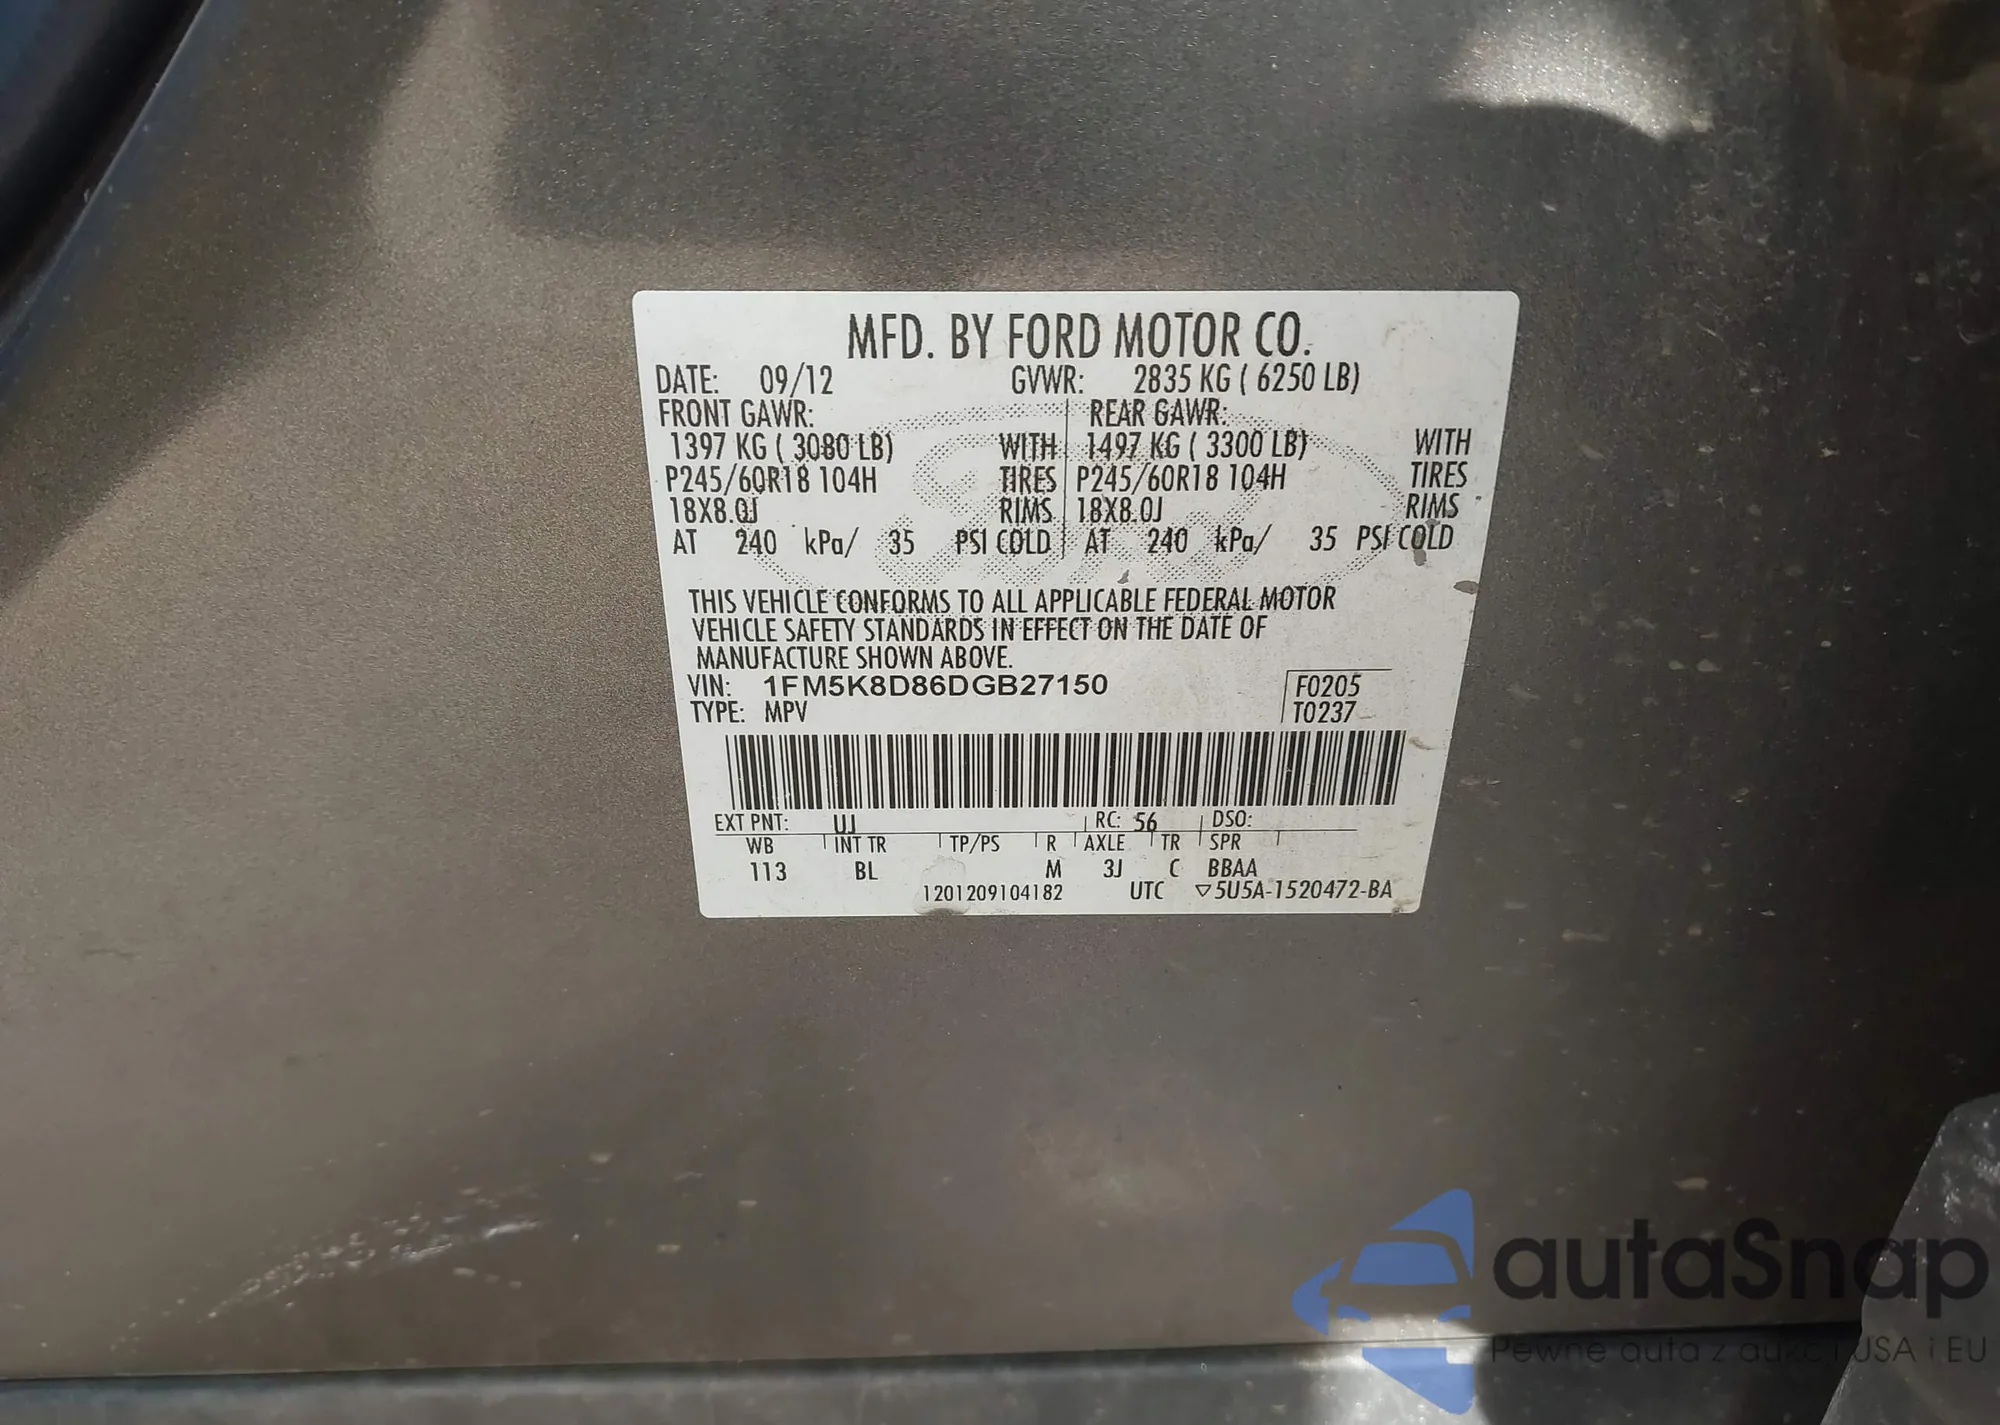 MFD. BY FORD MOTOR CO.
DATE: 09/12 GVWR: 2835 KG ( 6250 LB)
FRONT GAWR: REAR GAWR:
1397 KG ( 3080 LB) WITH 1497 KG ( 3300 LB) WITH
P245/60R18 104H TIRES P245/60R18 104H TIRES
18X8.0J RIMS 18X8.0J RIMS
AT 240 kPa/ 35 PSI COLD AT 240 kPa/ 35 PSI COLD
THIS VEHICLE CONFORMS TO ALL APPLICABLE FEDERAL MOTOR
VEHICLE SAFETY STANDARDS IN EFFECT ON THE DATE OF
MANUFACTURE SHOWN ABOVE.
VIN: 1FM5K8D86DGB27150 F0205
TYPE: MPV T0237
EXT PNT: UJ RC: 56 DSO:
WB INT TR TP/PS R AXLE TR SPR
113 BL M 3J C BBAA
1201209104182 UTC ▽5U5A-1520472-BA
autaSnap
Pewne auta z aukcji USA i EU